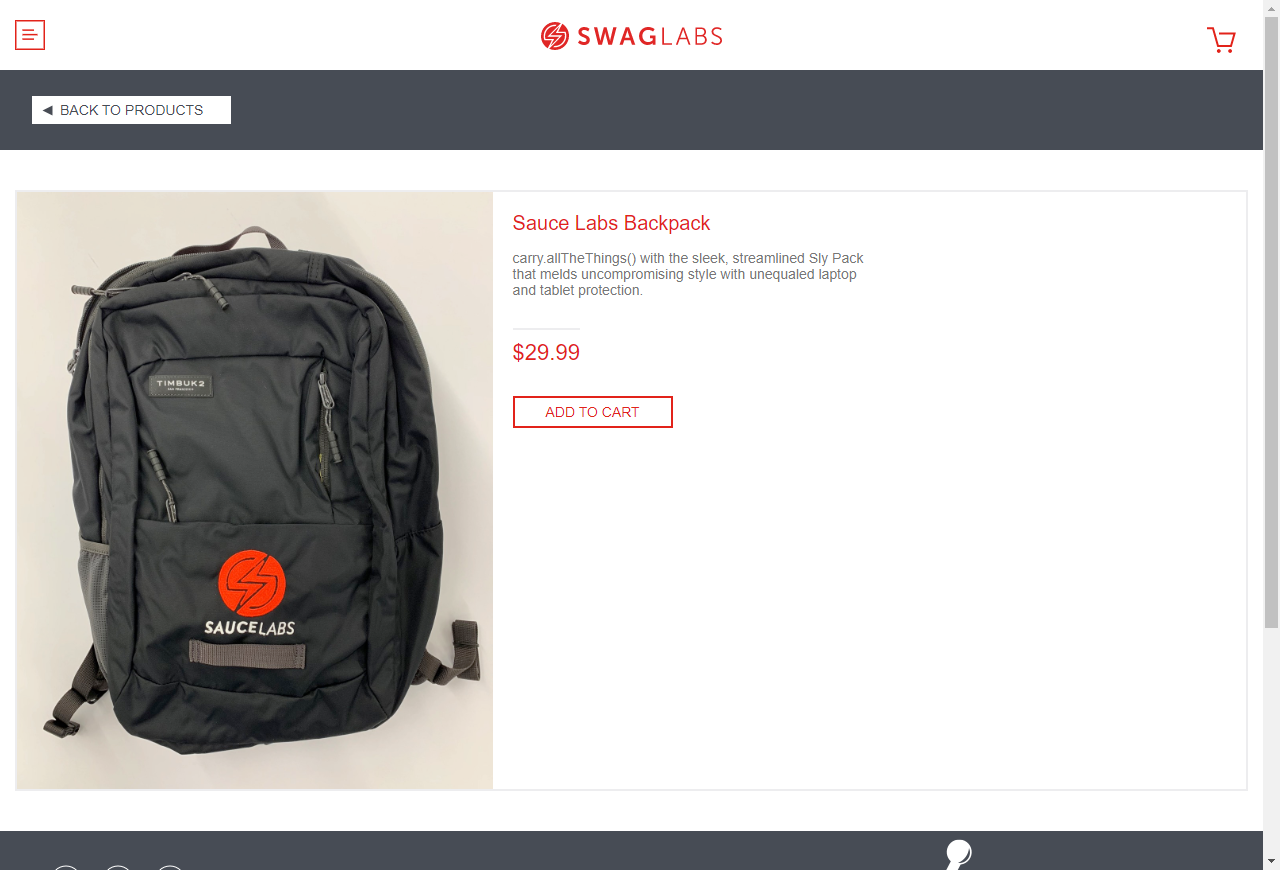 SWAGLABS
◄ BACK TO PRODUCTS
TIMBUK2
SAUCELABS
Sauce Labs Backpack
carry.allTheThings() with the sleek, streamlined Sly Pack
that melds uncompromising style with unequaled laptop
and tablet protection.
$29.99
ADD TO CART